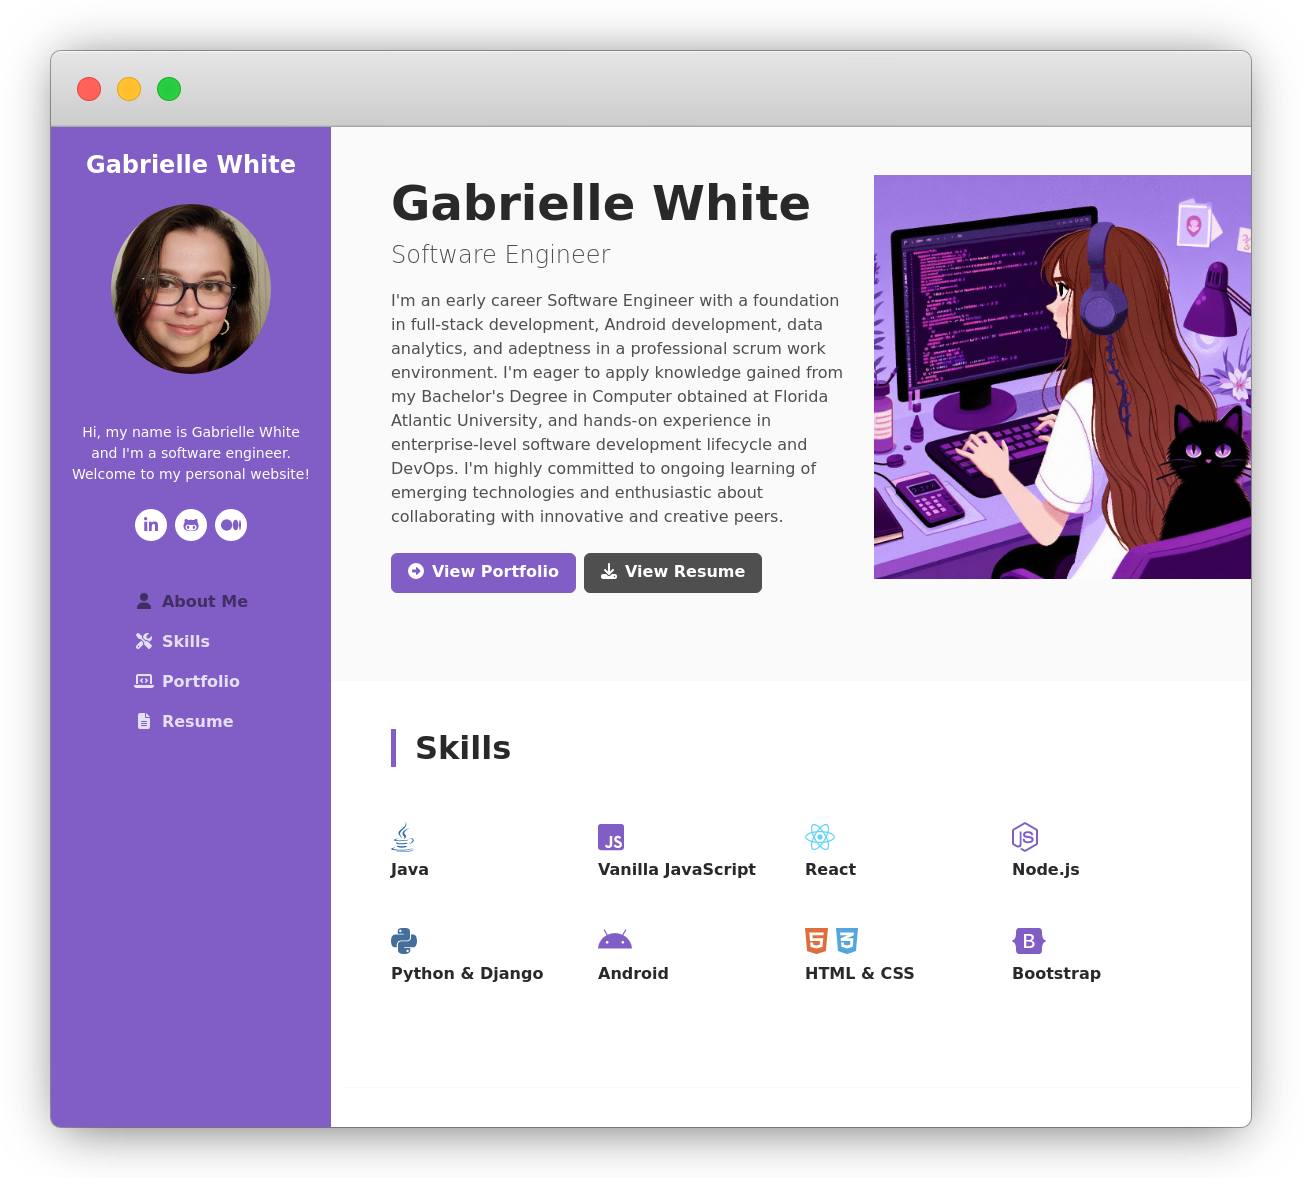 Gabrielle White
Hi, my name is Gabrielle White
and I'm a software engineer.
Welcome to my personal website!
in
About Me
Skills
Portfolio
Resume
Gabrielle White
Software Engineer
I'm an early career Software Engineer with a foundation
in full-stack development, Android development, data
analytics, and adeptness in a professional scrum work
environment. I'm eager to apply knowledge gained from
my Bachelor's Degree in Computer obtained at Florida
Atlantic University, and hands-on experience in
enterprise-level software development lifecycle and
DevOps. I'm highly committed to ongoing learning of
emerging technologies and enthusiastic about
collaborating with innovative and creative peers.
View Portfolio
View Resume
Skills
Java
JS
Vanilla JavaScript
React
JS
Node.js
Python & Django
Android
5 3
HTML & CSS
B
Bootstrap